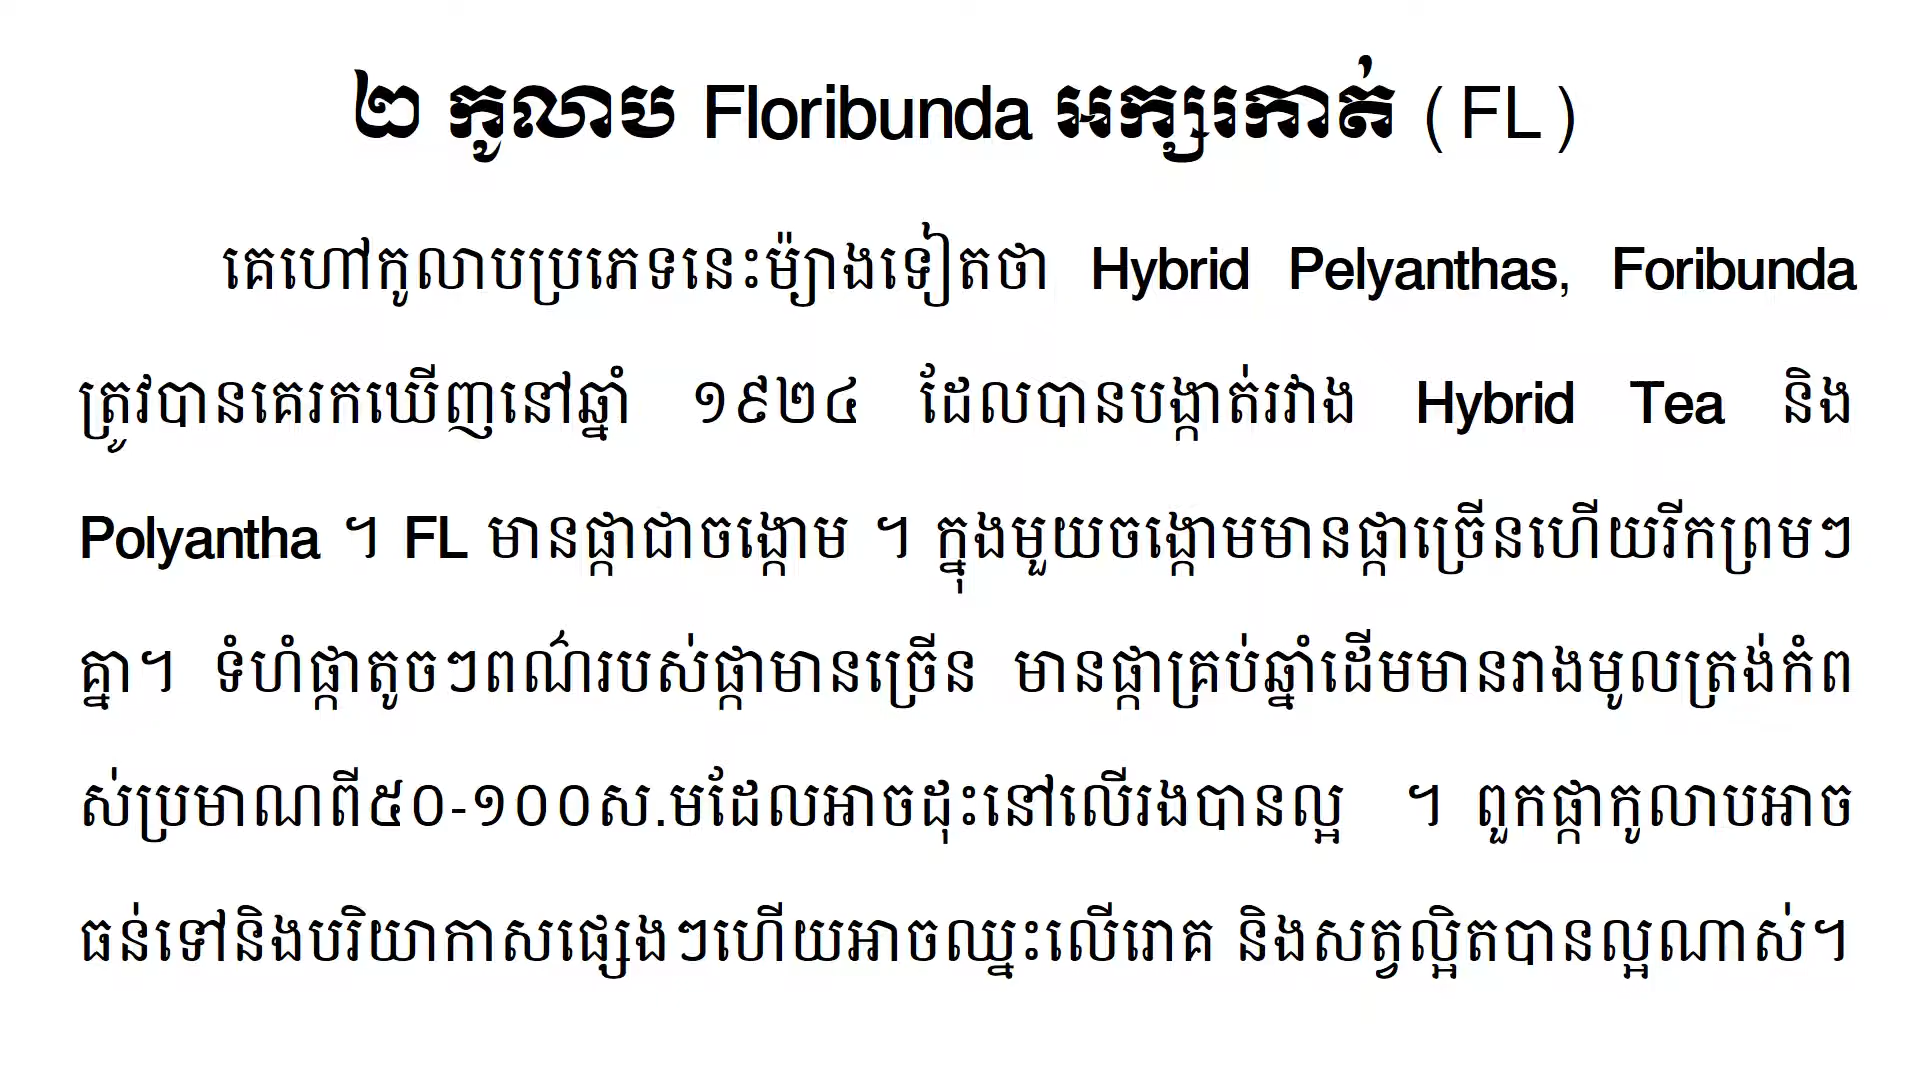 ២ កូលាប Floribunda អក្សរកាត់ (FL)
គេហៅកូលាបប្រភេទនេះម៉្យាងទៀតថា Hybrid Pelyanthas, Foribunda
ត្រូវបានគេរកឃើញនៅឆ្នាំ ១៩២៤ ដែលបានបង្កាត់រវាង Hybrid Tea និង
Polyantha ។ FL មានផ្កាជាចង្កោម ។ ក្នុងមួយចង្កោមមានផ្កាច្រើនហើយរីកព្រមៗ
គ្នា។ ទំហំផ្កាតូចៗពណ៌របស់ផ្កាមានច្រើន មានផ្កាគ្រប់ឆ្នាំដើមមានរាងមូលត្រង់កំព
ស់ប្រមាណពី៥០-១០០ស.មដែលអាចដុះនៅលើរងបានល្អ ។ ពួកផ្កាកូលាបអាច
ធន់ទៅនិងបរិយាកាសផ្សេងៗហើយអាចឈ្នះលើរោគ និងសត្វល្អិតបានល្អណាស់។